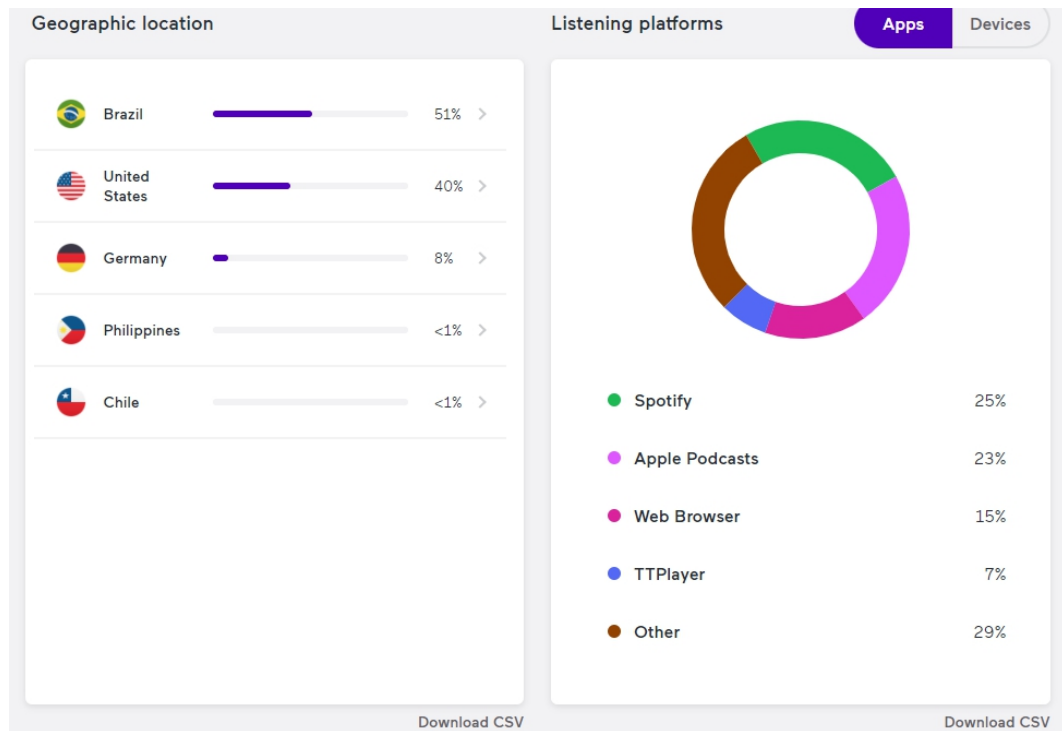 Geographic location
Brazil 51%
United
States 40%
Germany 8%
Philippines <1%
Chile <1%
Download CSV
Listening platforms
Apps Devices
Spotify 25%
Apple Podcasts 23%
Web Browser 15%
TTPlayer 7%
Other 29%
Download CSV